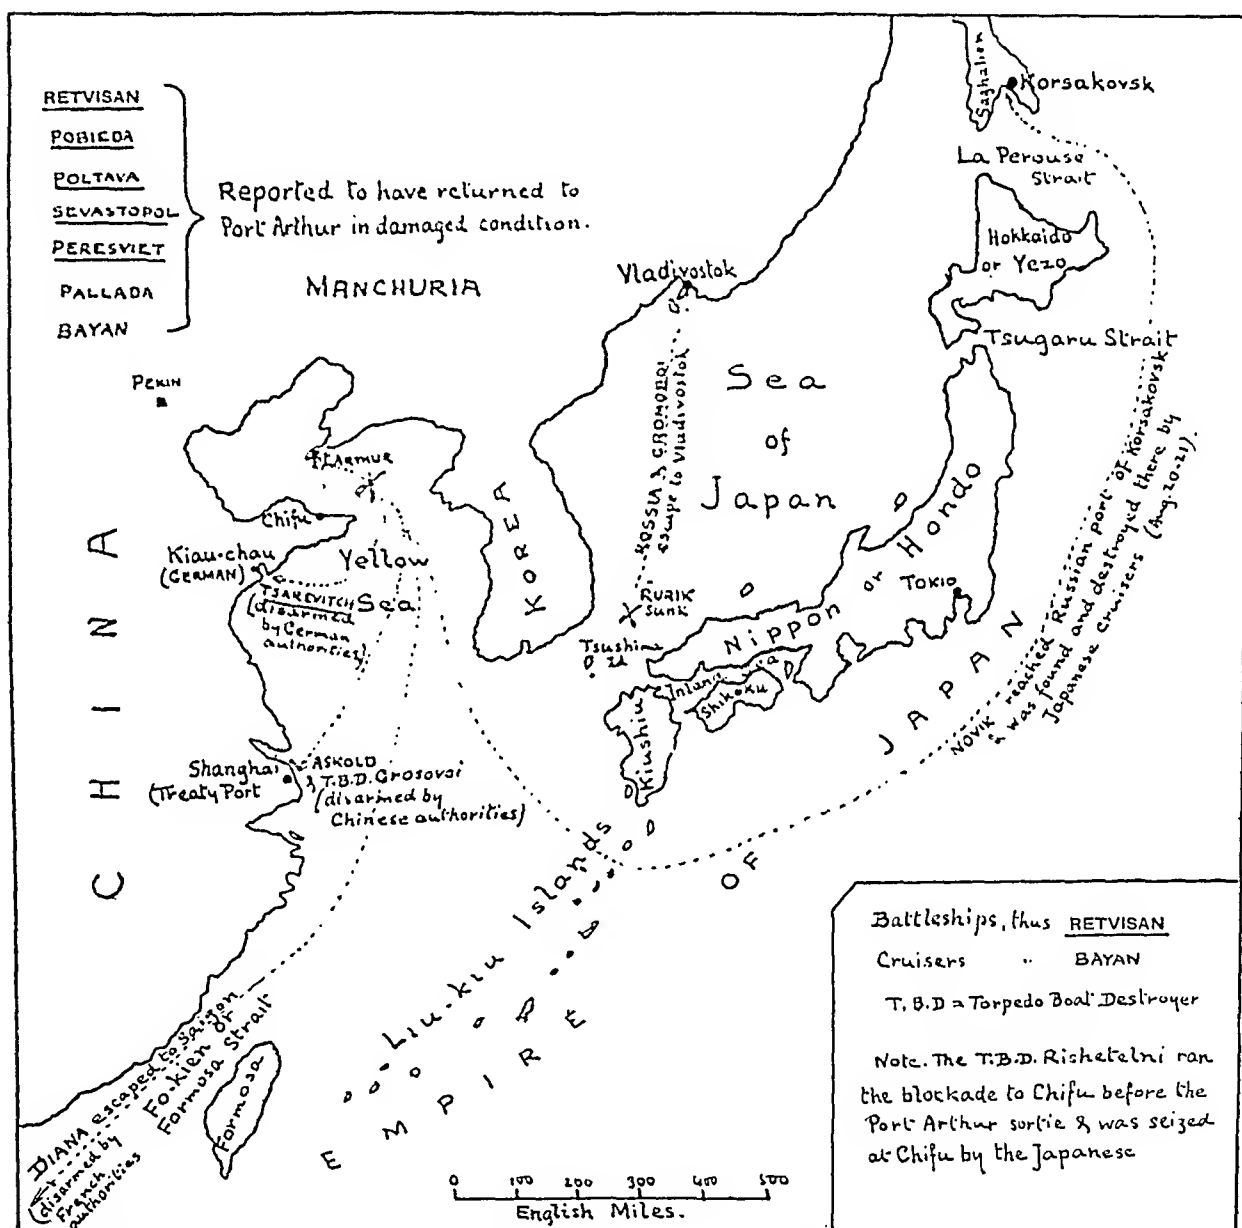 RETVISAN
POBIEDA
POLTAVA
SEVASTOPOL
PERESVIET
PALLADA
BAYAN
Reported to have returned to
Port Arthur in damaged condition.
MANCHURIA
PEKIN
Vladivostok
Saghalien
Korsakovsk
La Perouse
Strait
Hokkaido
or Yezo
Tsugaru Strait
Sea
of
Japan
ROSSIA & GROMOBOI
escape to Vladivostok
RURIK
SUNK
Chifu
Kiau-chau
(GERMAN)
Yellow
Sea
TSAREVITCH
(disarmed
by German
authorities)
KOREA
Tsushima
Nippon or Hondo
TOKIO
Inland Sea
Shikoku
Kiushiu
CHINA
Shanghai
(Treaty Port
ASKOLD
& T.B.D. Grosovoi
(disarmed by
Chinese authorities)
NOVIK reached Russian port of Korsakovsk
& was found and destroyed there by
Japanese Cruisers (Aug. 20-21).
EMPIRE OF JAPAN
Liu-kiu Islands
DIANA escaped to Saigon
(disarmed by
French
authorities
Fo-kien or
Formosa Strait
Formosa
0 100 200 300 400 500
English Miles.
Battleships, thus RETVISAN
Cruisers " BAYAN
T.B.D = Torpedo Boat Destroyer
Note. The T.B.D. Rishetelni ran
the blockade to Chifu before the
Port Arthur sortie & was seized
at Chifu by the Japanese